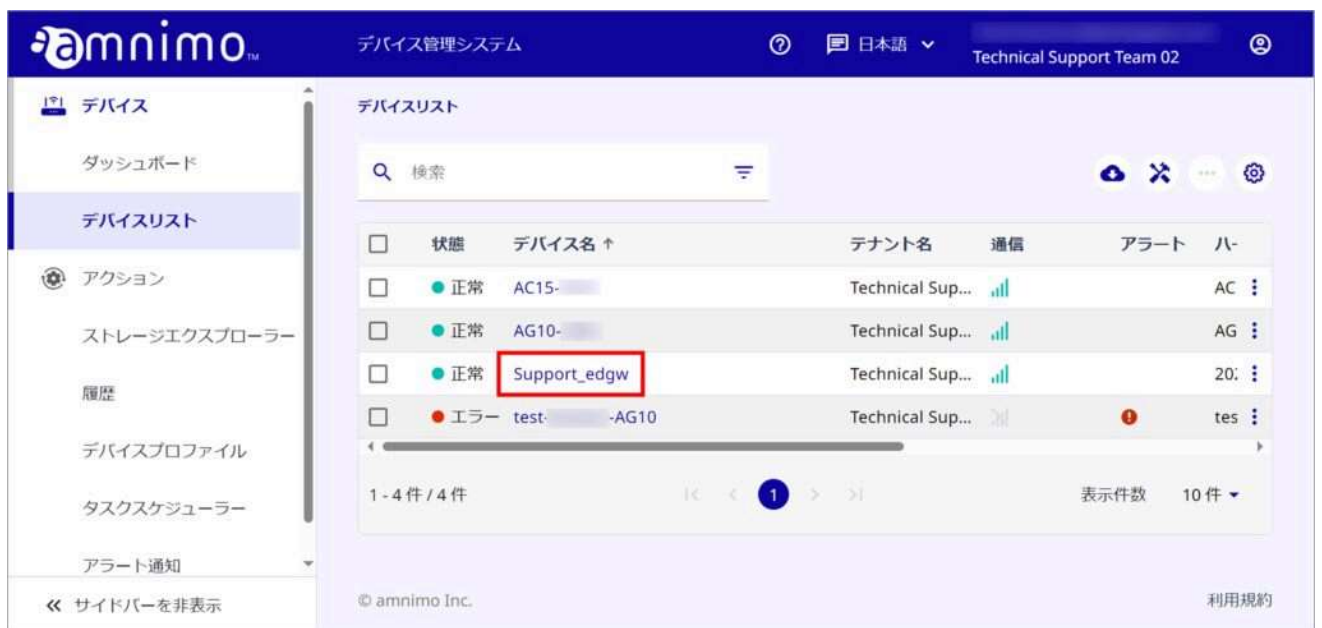 amnimo™
デバイス管理システム
日本語
Technical Support Team 02
デバイス
ダッシュボード
デバイスリスト
アクション
ストレージエクスプローラー
履歴
デバイスプロファイル
タスクスケジューラー
アラート通知
サイドバーを非表示
デバイスリスト
検索
状態 デバイス名 ↑ テナント名 通信 アラート ハー
正常 AC15- Technical Sup... AC
正常 AG10- Technical Sup... AG
正常 Support_edgw Technical Sup... 20
エラー test- -AG10 Technical Sup... tes
1 - 4 件 / 4 件 1 表示件数 10 件
© amnimo Inc. 利用規約